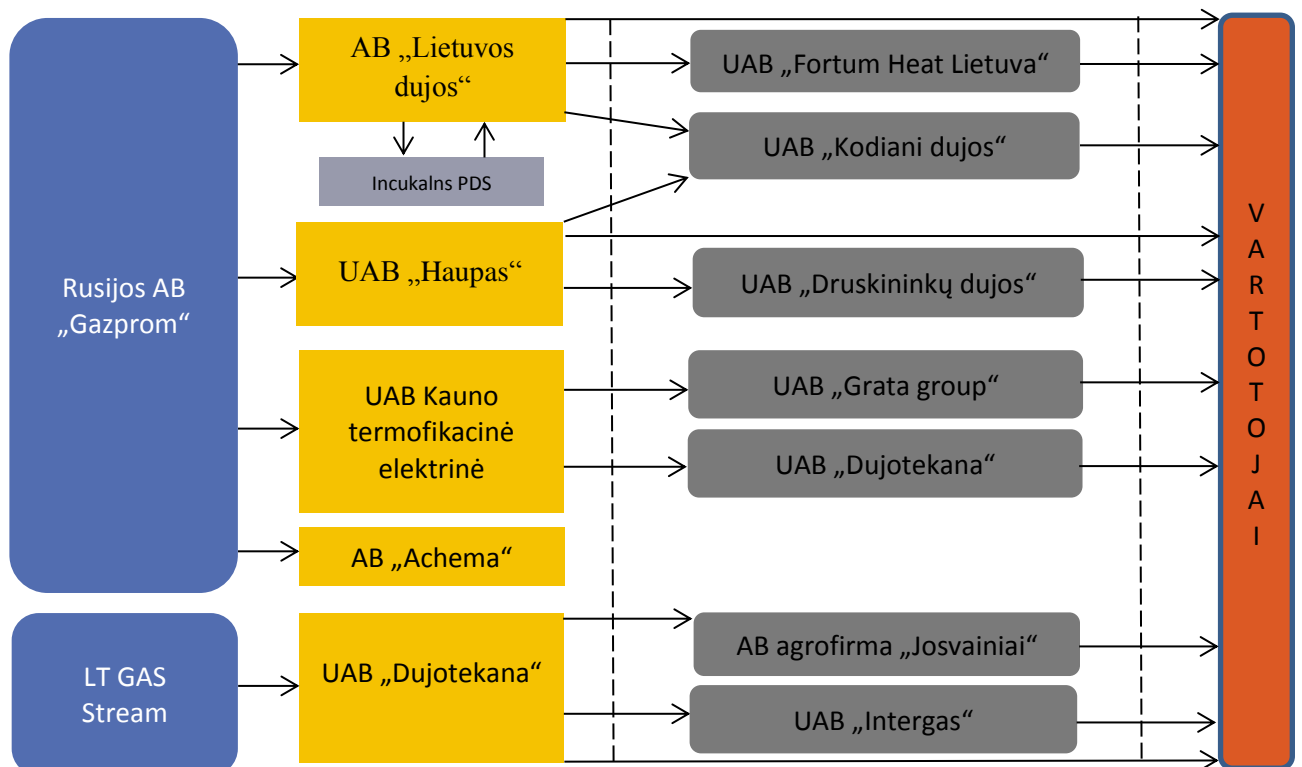 Rusijos AB
„Gazprom“
LT GAS
Stream
AB „Lietuvos
dujos“
Incukalns PDS
UAB „Haupas“
UAB Kauno
termofikacinė
elektrinė
AB „Achema“
UAB „Dujotekana“
UAB „Fortum Heat Lietuva“
UAB „Kodiani dujos“
UAB „Druskininkų dujos“
UAB „Grata group“
UAB „Dujotekana“
AB agrofirma „Josvainiai“
UAB „Intergas“
V
A
R
T
O
T
O
J
A
I